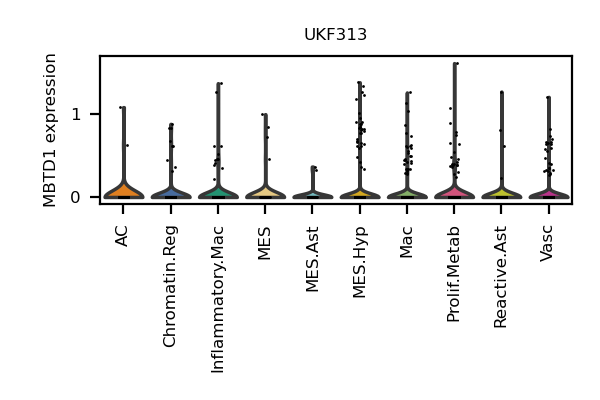 UKF313
MBTD1 expression
1
0
AC
Chromatin.Reg
Inflammatory.Mac
MES
MES.Ast
MES.Hyp
Mac
Prolif.Metab
Reactive.Ast
Vasc